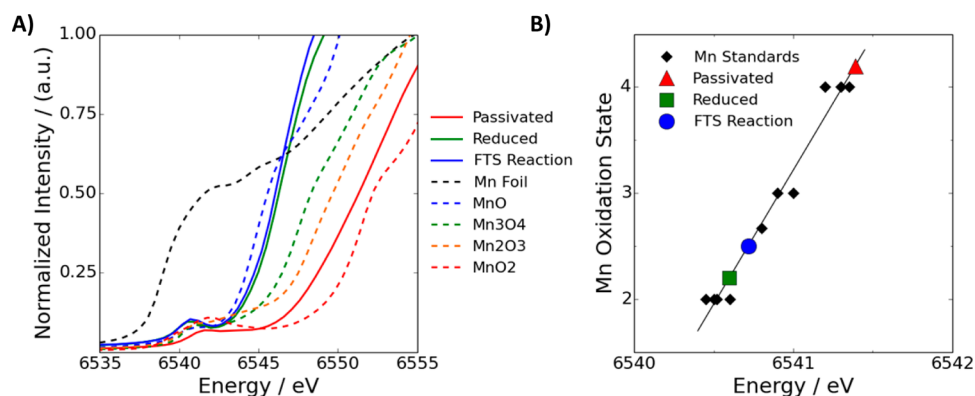 A)
Normalized Intensity / (a.u.)
1.00
0.75
0.50
0.25
6535
6540
6545
6550
6555
Energy / eV
Passivated
Reduced
FTS Reaction
Mn Foil
MnO
Mn3O4
Mn2O3
MnO2
B)
Mn Oxidation State
4
3
2
6540
6541
6542
Energy / eV
Mn Standards
Passivated
Reduced
FTS Reaction